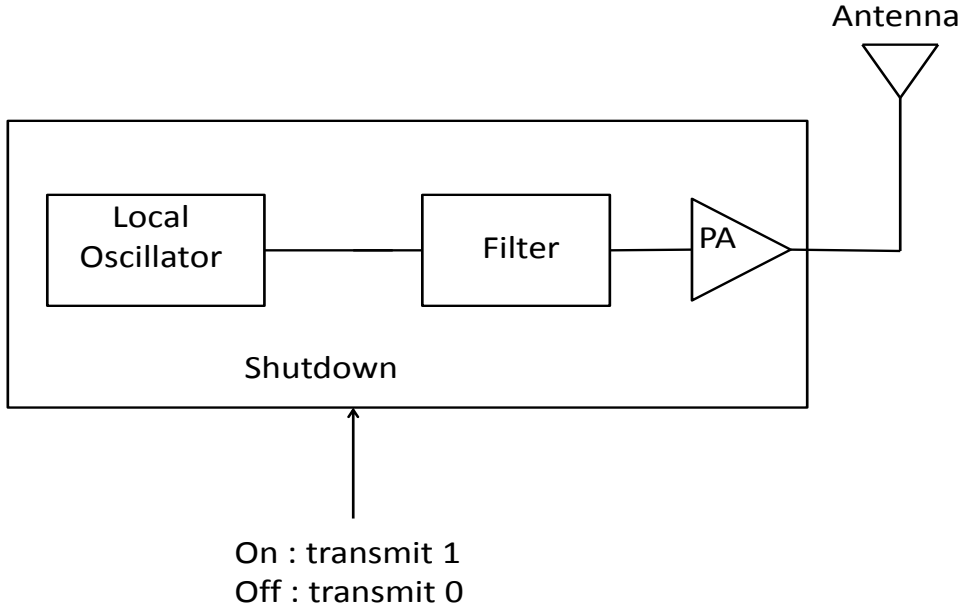 Antenna
Local
Oscillator
Filter
PA
Shutdown
On : transmit 1
Off : transmit 0